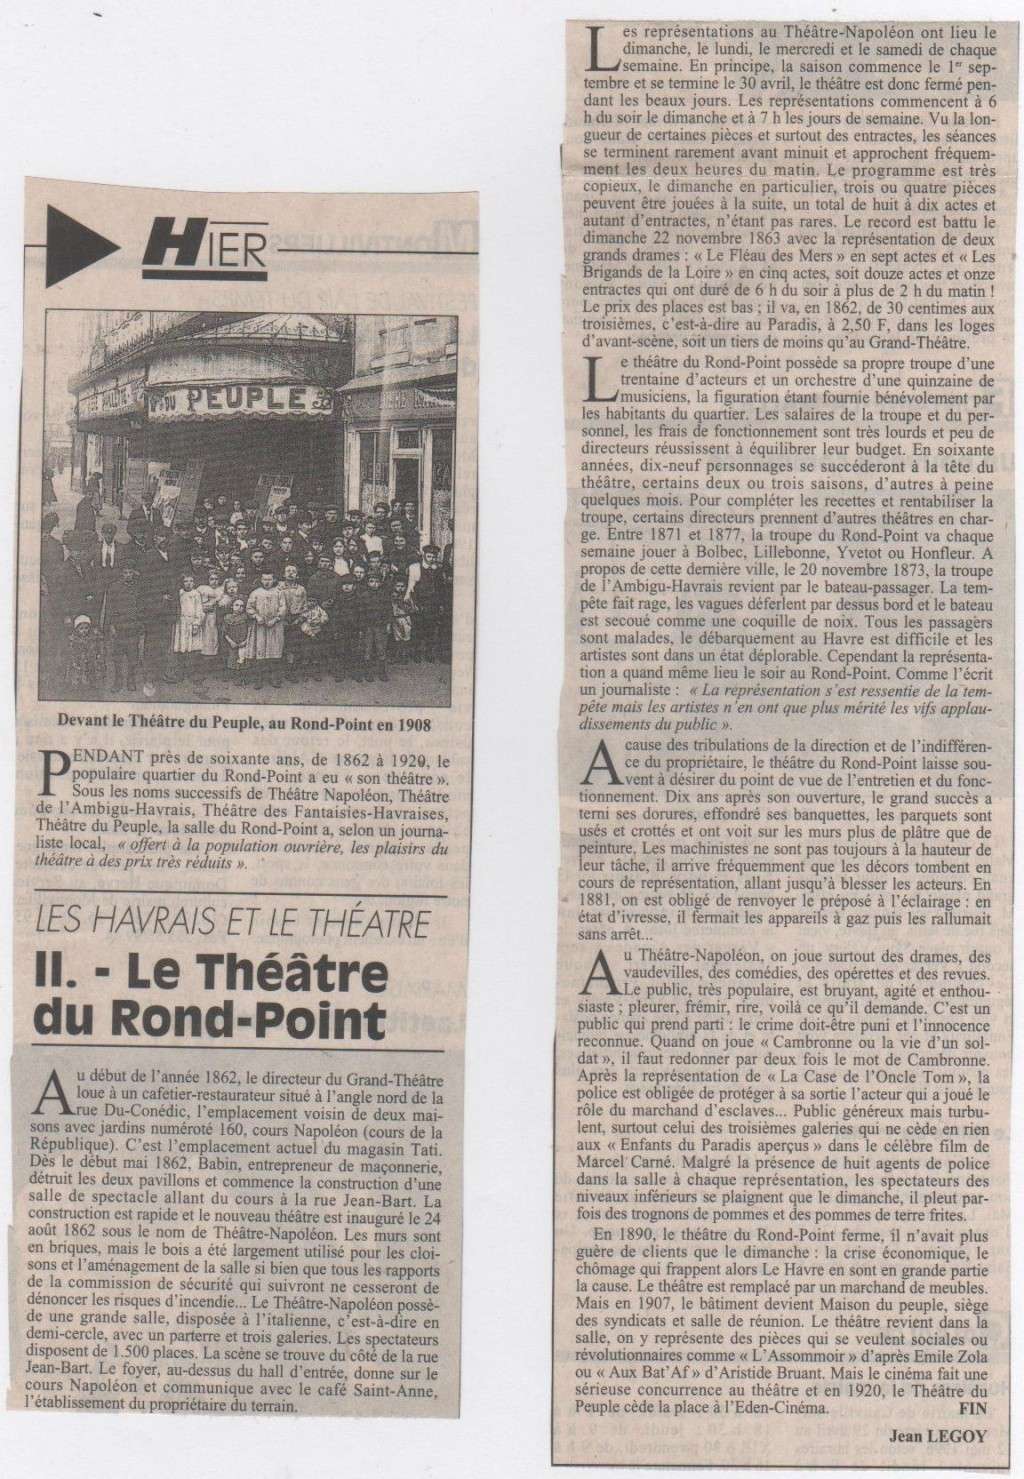 HIER
DU PEUPLE
Devant le Théâtre du Peuple, au Rond-Point en 1908
PENDANT près de soixante ans, de 1862 à 1920, le
populaire quartier du Rond-Point a eu « son théâtre ».
Sous les noms successifs de Théâtre Napoléon, Théâtre
de l'Ambigu-Havrais, Théâtre des Fantaisies-Havraises,
Théâtre du Peuple, la salle du Rond-Point a, selon un journa-
liste local, « offert à la population ouvrière, les plaisirs du
théâtre à des prix très réduits ».
LES HAVRAIS ET LE THÉATRE
II. - Le Théâtre
du Rond-Point
Au début de l'année 1862, le directeur du Grand-Théâtre
loue à un cafetier-restaurateur situé à l'angle nord de la
rue Du-Conédic, l'emplacement voisin de deux mai-
sons avec jardins numéroté 160, cours Napoléon (cours de la
République). C'est l'emplacement actuel du magasin Tati.
Dès le début mai 1862, Babin, entrepreneur de maçonnerie,
détruit les deux pavillons et commence la construction d'une
salle de spectacle allant du cours à la rue Jean-Bart. La
construction est rapide et le nouveau théâtre est inauguré le 24
août 1862 sous le nom de Théâtre-Napoléon. Les murs sont
en briques, mais le bois a été largement utilisé pour les cloi-
sons et l'aménagement de la salle si bien que tous les rapports
de la commission de sécurité qui suivront ne cesseront de
dénoncer les risques d'incendie... Le Théâtre-Napoléon possè-
de une grande salle, disposée à l'italienne, c'est-à-dire en
demi-cercle, avec un parterre et trois galeries. Les spectateurs
disposent de 1.500 places. La scène se trouve du côté de la rue
Jean-Bart. Le foyer, au-dessus du hall d'entrée, donne sur le
cours Napoléon et communique avec le café Saint-Anne,
l'établissement du propriétaire du terrain.
Les représentations au Théâtre-Napoléon ont lieu le
dimanche, le lundi, le mercredi et le samedi de chaque
semaine. En principe, la saison commence le 1er sep-
tembre et se termine le 30 avril, le théâtre est donc fermé pen-
dant les beaux jours. Les représentations commencent à 6
h du soir le dimanche et à 7 h les jours de semaine. Vu la lon-
gueur de certaines pièces et surtout des entractes, les séances
se terminent rarement avant minuit et approchent fréquem-
ment les deux heures du matin. Le programme est très
copieux, le dimanche en particulier, trois ou quatre pièces
peuvent être jouées à la suite, un total de huit à dix actes et
autant d'entractes, n'étant pas rares. Le record est battu le
dimanche 22 novembre 1863 avec la représentation de deux
grands drames : « Le Fléau des Mers » en sept actes et « Les
Brigands de la Loire » en cinq actes, soit douze actes et onze
entractes qui ont duré de 6 h du soir à plus de 2 h du matin !
Le prix des places est bas ; il va, en 1862, de 30 centimes aux
troisièmes, c'est-à-dire au Paradis, à 2,50 F, dans les loges
d'avant-scène, soit un tiers de moins qu'au Grand-Théâtre.
Le théâtre du Rond-Point possède sa propre troupe d'une
trentaine d'acteurs et un orchestre d'une quinzaine de
musiciens, la figuration étant fournie bénévolement par
les habitants du quartier. Les salaires de la troupe et du per-
sonnel, les frais de fonctionnement sont très lourds et peu de
directeurs réussissent à équilibrer leur budget. En soixante
années, dix-neuf personnages se succéderont à la tête du
théâtre, certains deux ou trois saisons, d'autres à peine
quelques mois. Pour compléter les recettes et rentabiliser la
troupe, certains directeurs prennent d'autres théâtres en char-
ge. Entre 1871 et 1877, la troupe du Rond-Point va chaque
semaine jouer à Bolbec, Lillebonne, Yvetot ou Honfleur. A
propos de cette dernière ville, le 20 novembre 1873, la troupe
de l'Ambigu-Havrais revient par le bateau-passager. La tem-
pête fait rage, les vagues déferlent par dessus bord et le bateau
est secoué comme une coquille de noix. Tous les passagers
sont malades, le débarquement au Havre est difficile et les
artistes sont dans un état déplorable. Cependant la représenta-
tion a quand même lieu le soir au Rond-Point. Comme l'écrit
un journaliste : « La représentation s'est ressentie de la tem-
pête mais les artistes n'en ont que plus mérité les vifs applau-
dissements du public ».
A cause des tribulations de la direction et de l'indifféren-
ce du propriétaire, le théâtre du Rond-Point laisse sou-
vent à désirer du point de vue de l'entretien et du fonc-
tionnement. Dix ans après son ouverture, le grand succès a
terni ses dorures, effondré ses banquettes, les parquets sont
usés et crottés et ont voit sur les murs plus de plâtre que de
peinture. Les machinistes ne sont pas toujours à la hauteur de
leur tâche, il arrive fréquemment que les décors tombent en
cours de représentation, allant jusqu'à blesser les acteurs. En
1881, on est obligé de renvoyer le préposé à l'éclairage : en
état d'ivresse, il fermait les appareils à gaz puis les rallumait
sans arrêt...
Au Théâtre-Napoléon, on joue surtout des drames, des
vaudevilles, des comédies, des opérettes et des revues.
Le public, très populaire, est bruyant, agité et enthou-
siaste ; pleurer, frémir, rire, voilà ce qu'il demande. C'est un
public qui prend parti : le crime doit-être puni et l'innocence
reconnue. Quand on joue « Cambronne ou la vie d'un sol-
dat », il faut redonner par deux fois le mot de Cambronne.
Après la représentation de « La Case de l'Oncle Tom », la
police est obligée de protéger à sa sortie l'acteur qui a joué le
rôle du marchand d'esclaves... Public généreux mais turbu-
lent, surtout celui des troisièmes galeries qui ne cède en rien
aux « Enfants du Paradis aperçus » dans le célèbre film de
Marcel Carné. Malgré la présence de huit agents de police
dans la salle à chaque représentation, les spectateurs des
niveaux inférieurs se plaignent que le dimanche, il pleut par-
fois des trognons de pommes et des pommes de terre frites.
En 1890, le théâtre du Rond-Point ferme, il n'avait plus
guère de clients que le dimanche : la crise économique, le
chômage qui frappent alors Le Havre en sont en grande partie
la cause. Le théâtre est remplacé par un marchand de meubles.
Mais en 1907, le bâtiment devient Maison du peuple, siège
des syndicats et salle de réunion. Le théâtre revient dans la
salle, on y représente des pièces qui se veulent sociales ou
révolutionnaires comme « L'Assommoir » d'après Emile Zola
ou « Aux Bat'Af » d'Aristide Bruant. Mais le cinéma fait une
sérieuse concurrence au théâtre et en 1920, le Théâtre du
Peuple cède la place à l'Eden-Cinéma. FIN
Jean LEGOY